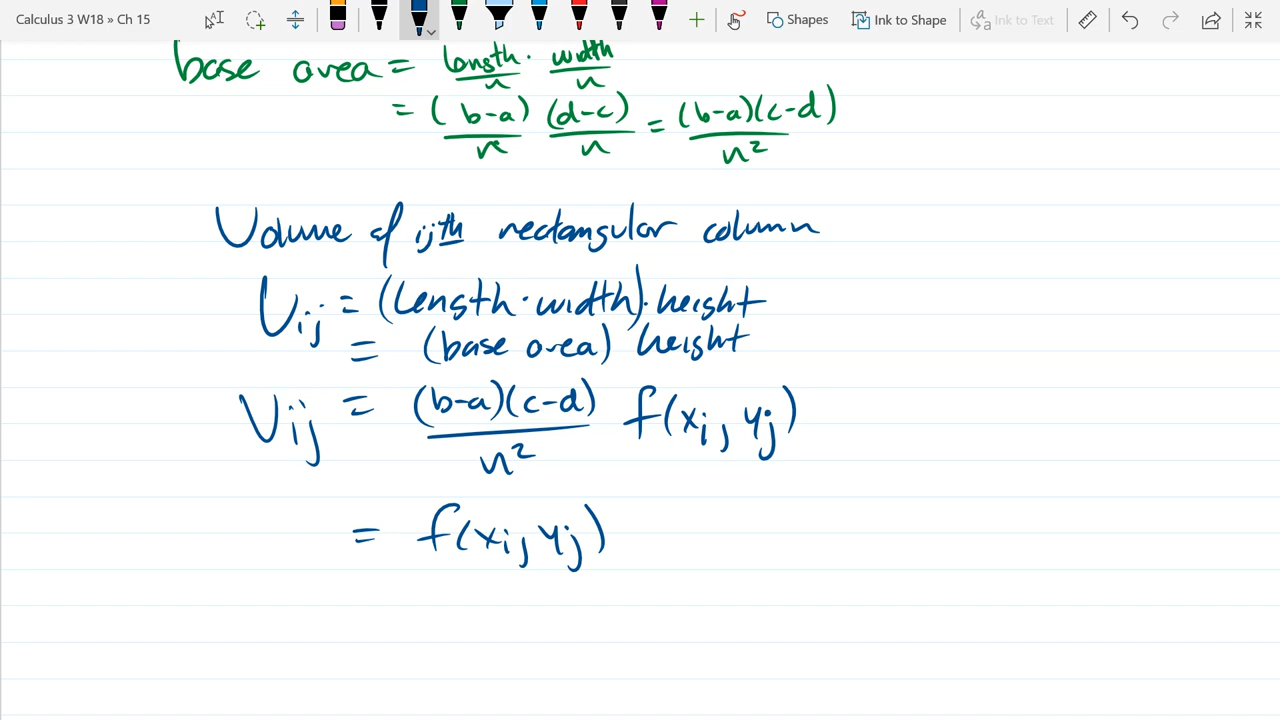 Calculus 3 W18 » Ch 15
Shapes
Ink to Shape
Ink to Text
base area = length/n · width/n
= (b-a)/n (d-c)/n = (b-a)(c-d)/n²
Volume of ijth rectangular column
Vij = (length · width) · height
= (base area) height
Vij = (b-a)(c-d)/n² f(xi, yj)
= f(xi, yj)